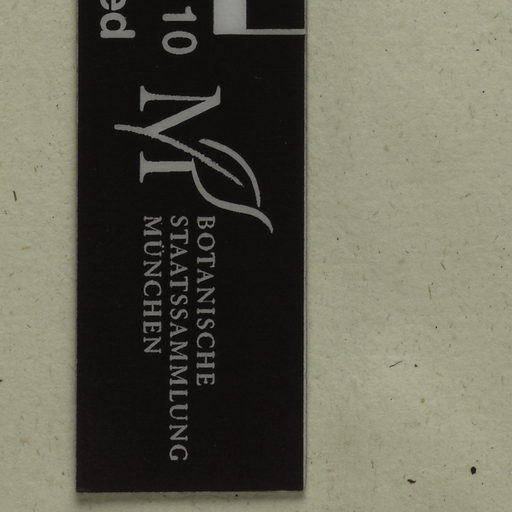 10
BOTANISCHE
STAATSSAMMLUNG
MÜNCHEN